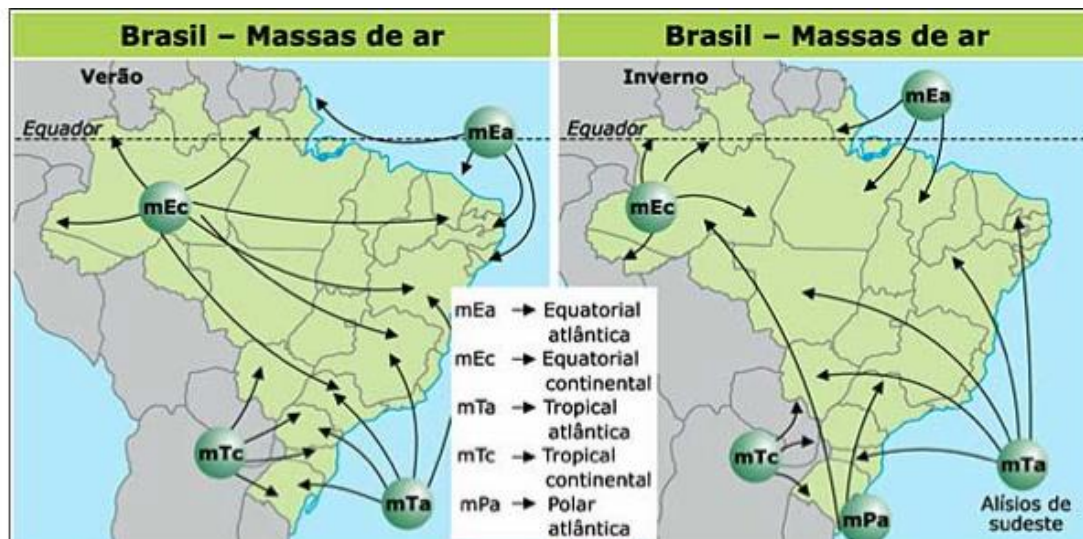 Brasil – Massas de ar
Verão
Equador
mEa
mEc
mTc
mTa
mEa → Equatorial
atlântica
mEc → Equatorial
continental
mTa → Tropical
atlântica
mTc → Tropical
continental
mPa → Polar
atlântica
Brasil – Massas de ar
Inverno
Equador
mEa
mEc
mTc
mTa
mPa
Alísios de
sudeste